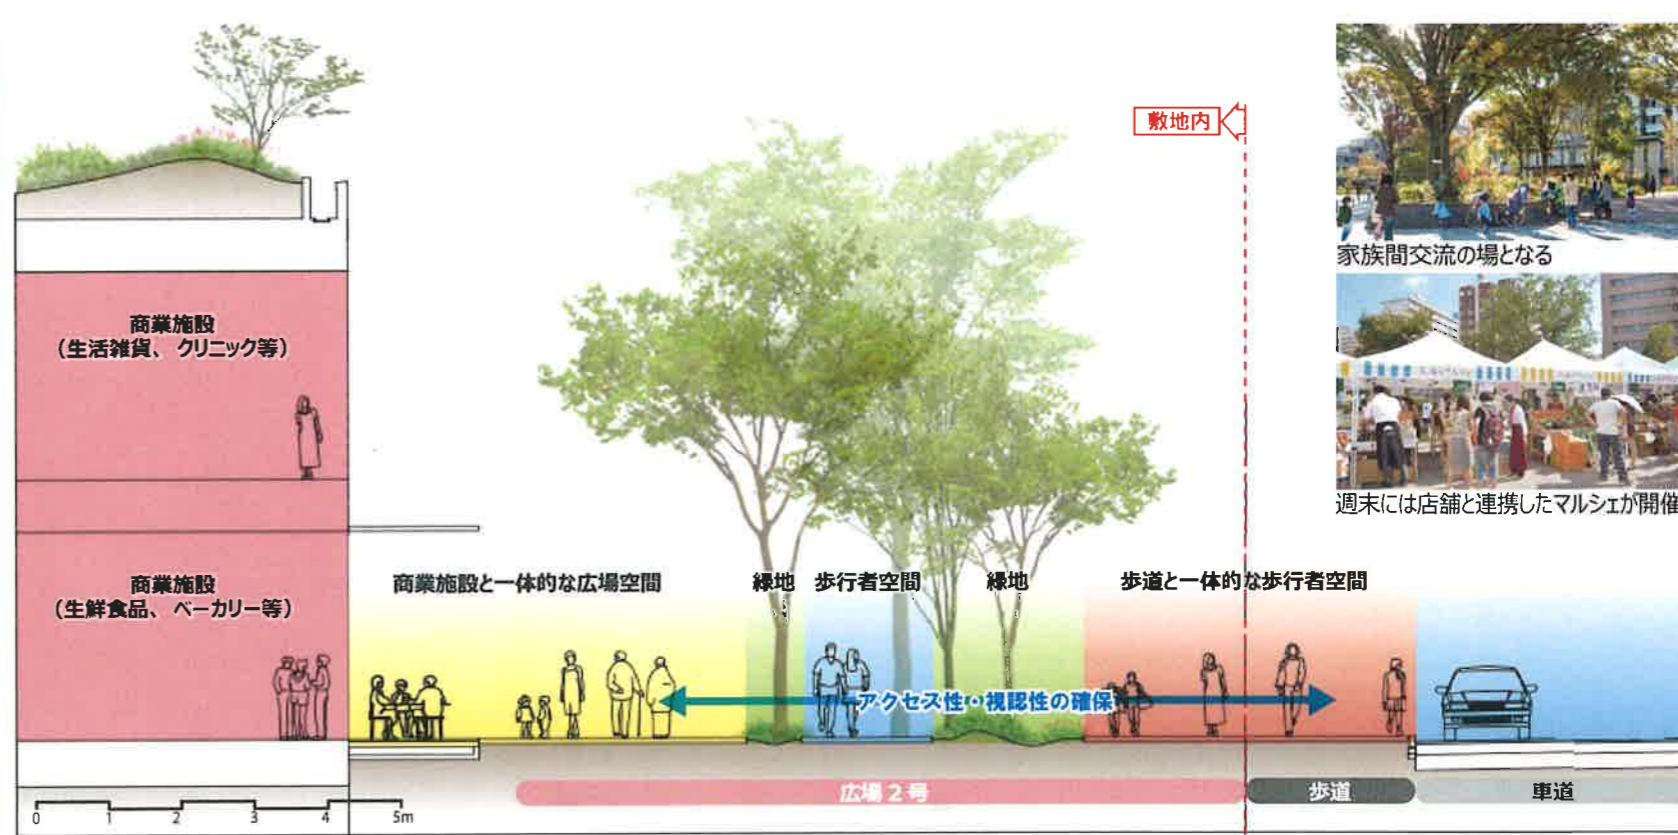 敷地内
家族間交流の場となる
週末には店舗と連携したマルシェが開催
商業施設
(生活雑貨、クリニック等)
商業施設
(生鮮食品、ベーカリー等)
商業施設と一体的な広場空間
緑地
歩行者空間
緑地
歩道と一体的な歩行者空間
アクセス性・視認性の確保
広場2号
歩道
車道
0 1 2 3 4 5m